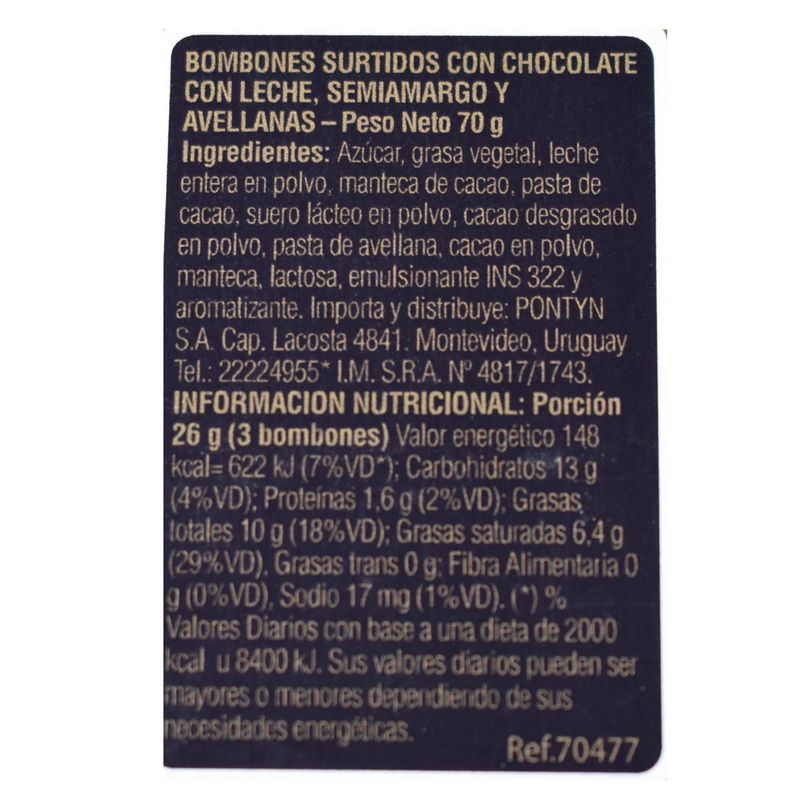 BOMBONES SURTIDOS CON CHOCOLATE
CON LECHE, SEMIAMARGO Y
AVELLANAS – Peso Neto 70 g
Ingredientes: Azúcar, grasa vegetal, leche
entera en polvo, manteca de cacao, pasta de
cacao, suero lácteo en polvo, cacao desgrasado
en polvo, pasta de avellana, cacao en polvo,
manteca, lactosa, emulsionante INS 322 y
aromatizante. Importa y distribuye: PONTYN
S.A. Cap. Lacosta 4841. Montevideo, Uruguay
Tel.: 22224955* I.M. S.R.A. Nº 4817/1743.
INFORMACION NUTRICIONAL: Porción
26 g (3 bombones) Valor energético 148
kcal= 622 kJ (7%VD*); Carbohidratos 13 g
(4%VD); Proteínas 1,6 g (2%VD); Grasas
totales 10 g (18%VD); Grasas saturadas 6,4 g
(29%VD), Grasas trans 0 g; Fibra Alimentaria 0
g (0%VD), Sodio 17 mg (1%VD). (*) %
Valores Diarios con base a una dieta de 2000
kcal u 8400 kJ. Sus valores diarios pueden ser
mayores o menores dependiendo de sus
necesidades energéticas.
Ref.70477